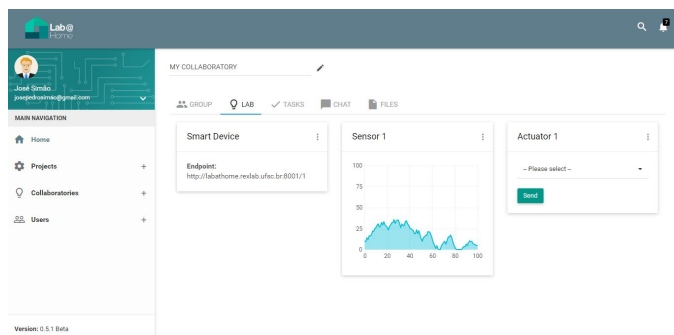 Lab@
Home
7
José Simão
josepedrosimao@gmail.com
MAIN NAVIGATION
Home
Projects +
Collaboratories +
Users +
Version: 0.5.1 Beta
MY COLLABORATORY
GROUP LAB TASKS CHAT FILES
Smart Device
Endpoint:
http://labathome.rexlab.ufsc.br:8001/1
Sensor 1
100
75
50
25
0
0 20 40 60 80 100
Actuator 1
-- Please select --
Send